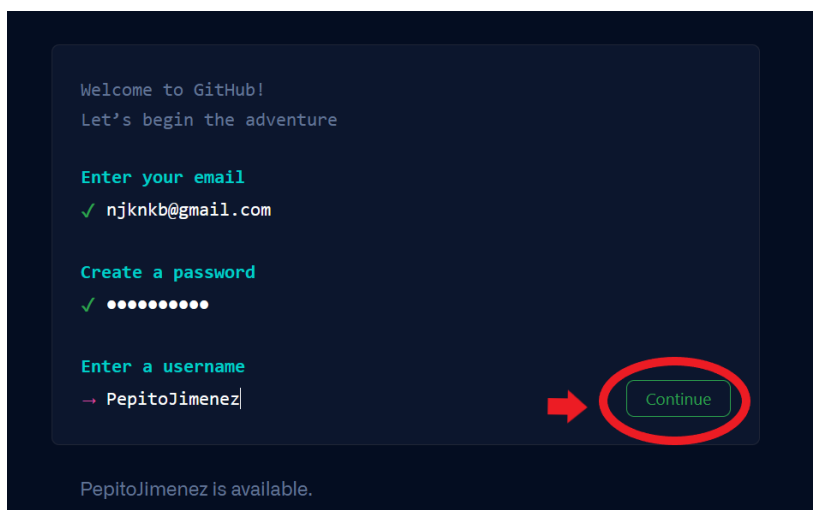 Welcome to GitHub!
Let’s begin the adventure
Enter your email
✓ njknkb@gmail.com
Create a password
✓ ●●●●●●●●●●
Enter a username
→ PepitoJimenez
Continue
PepitoJimenez is available.